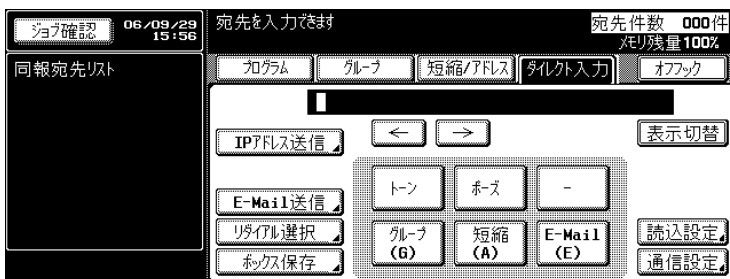 ジョブ確認
06/09/29
15:56
宛先を入力できます
宛先件数 000件
メモリ残量100%
同報宛先リスト
プログラム
グループ
短縮/アドレス
ダイレクト入力
オフフック
←
→
表示切替
IPアドレス送信
トーン
ポーズ
-
E-Mail送信
リダイアル選択
グループ
(G)
短縮
(A)
E-Mail
(E)
読込設定
ボックス保存
通信設定